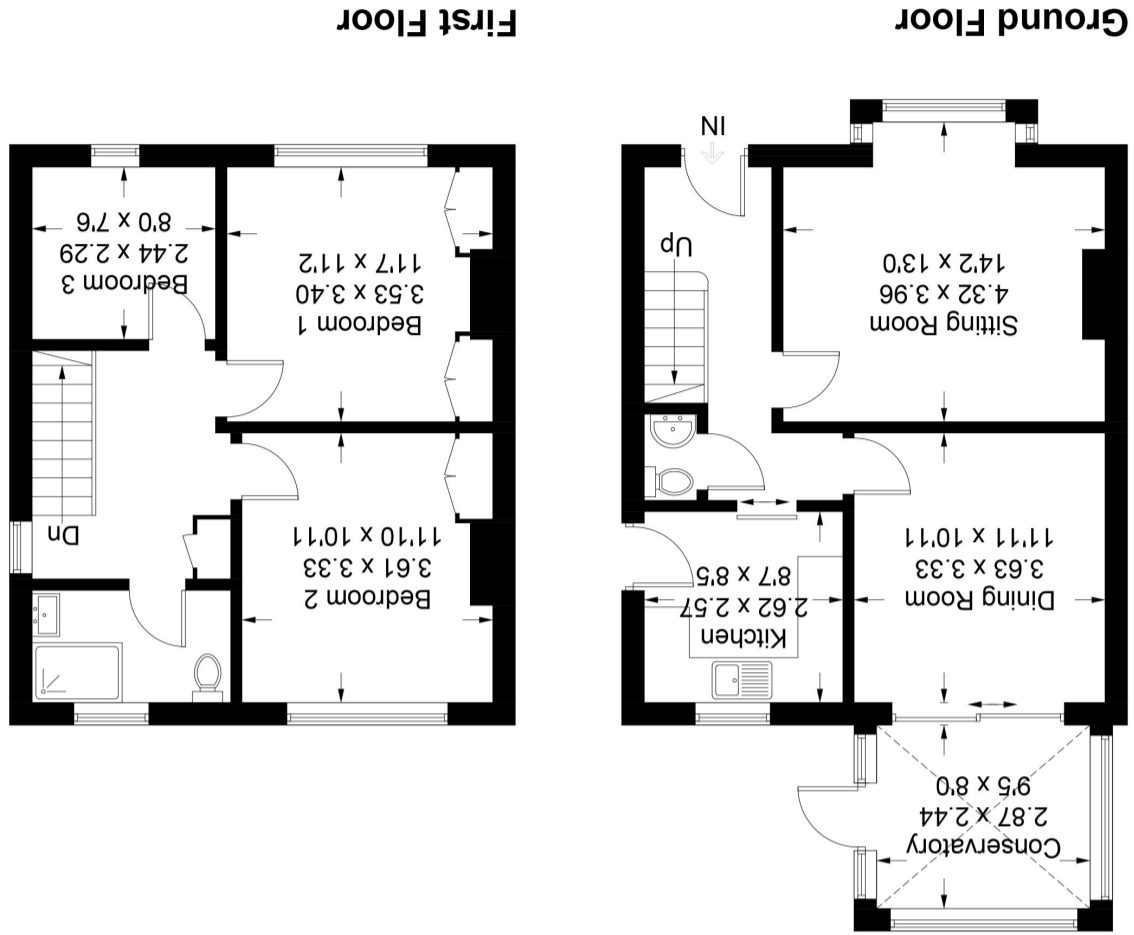 Ground Floor
IN
Up
Sitting Room
4.32 x 3.96
14'2 x 13'0
Dining Room
3.63 x 3.33
11'11 x 10'11
Kitchen
2.62 x 2.57
8'7 x 8'5
Conservatory
2.87 x 2.44
9'5 x 8'0
First Floor
Bedroom 1
3.53 x 3.40
11'7 x 11'2
Bedroom 3
2.44 x 2.29
8'0 x 7'6
Dn
Bedroom 2
3.61 x 3.33
11'10 x 10'11